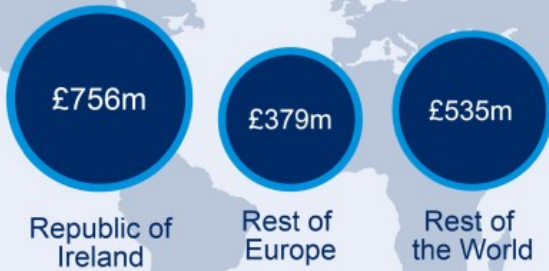 £756m
£379m
£535m
Republic of
Ireland
Rest of
Europe
Rest of
the World